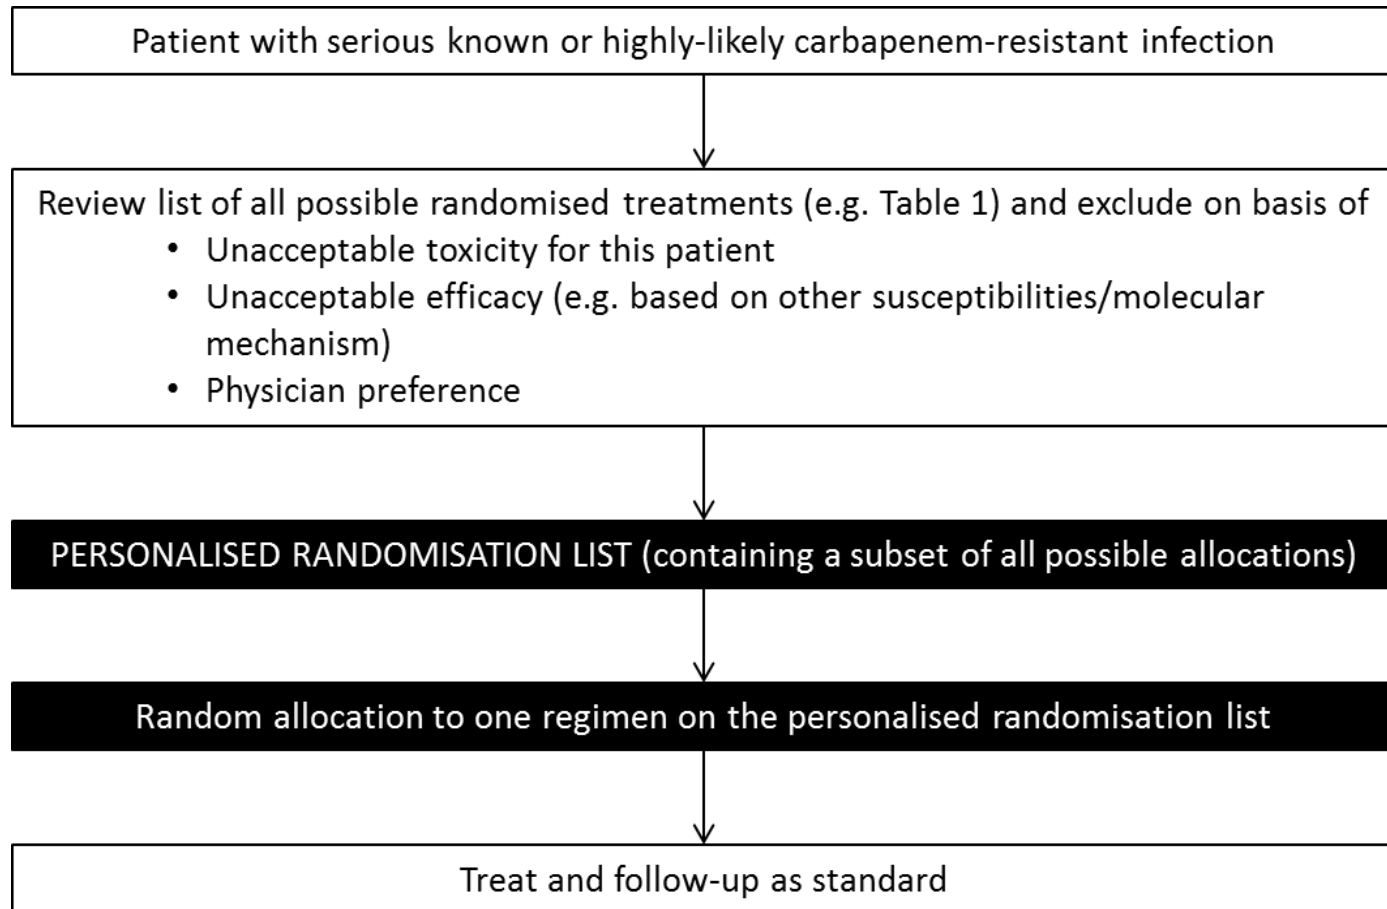 Patient with serious known or highly-likely carbapenem-resistant infection
Review list of all possible randomised treatments (e.g. Table 1) and exclude on basis of
• Unacceptable toxicity for this patient
• Unacceptable efficacy (e.g. based on other susceptibilities/molecular
mechanism)
• Physician preference
PERSONALISED RANDOMISATION LIST (containing a subset of all possible allocations)
Random allocation to one regimen on the personalised randomisation list
Treat and follow-up as standard